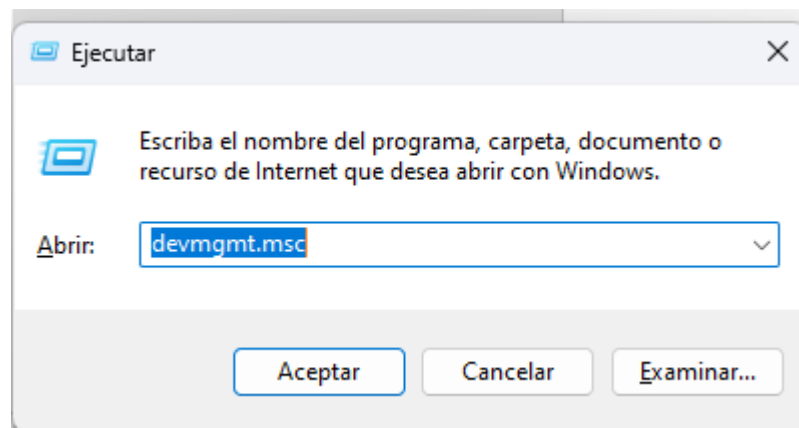 Ejecutar
Escriba el nombre del programa, carpeta, documento o
recurso de Internet que desea abrir con Windows.
Abrir: devmgmt.msc
Aceptar Cancelar Examinar...